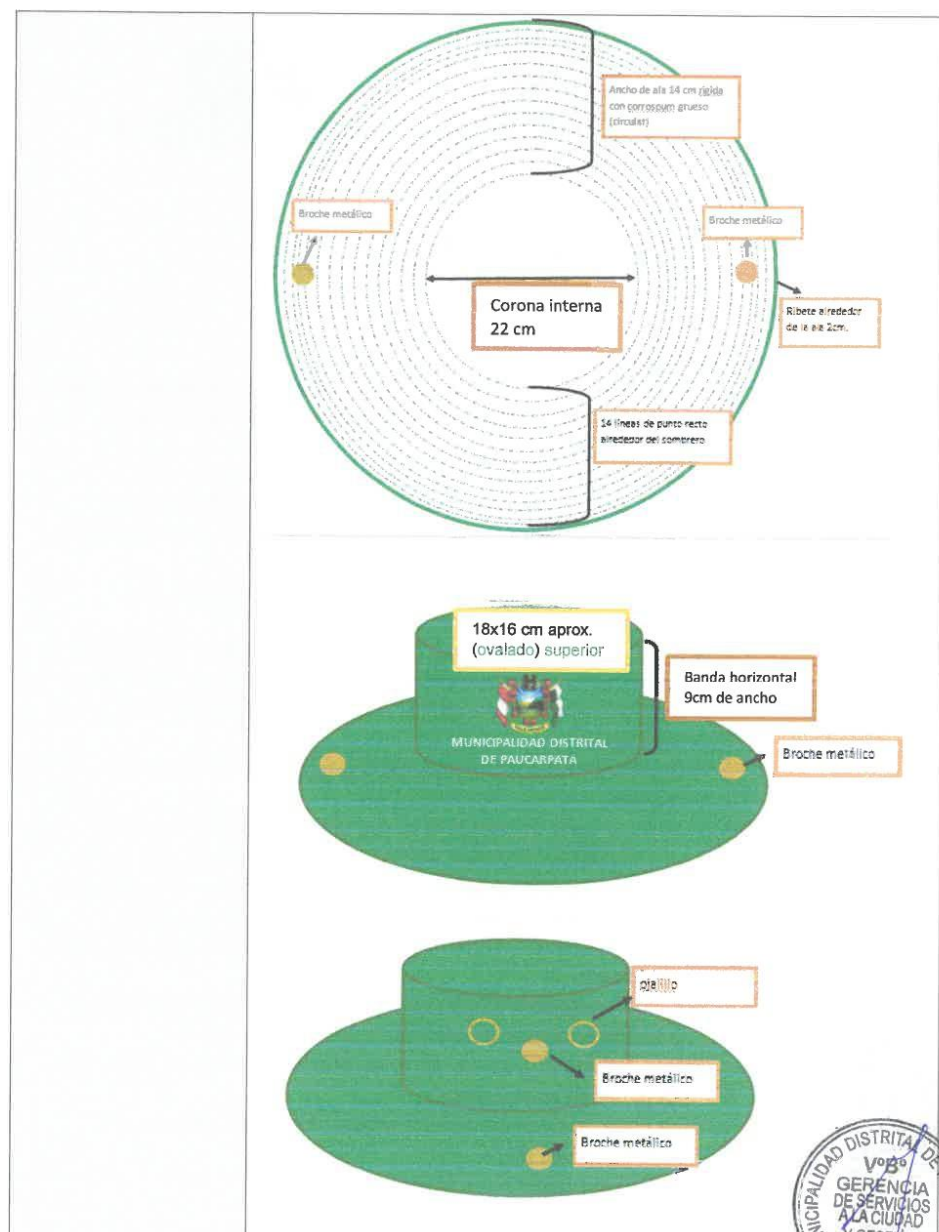 Ancho de ala 14 cm rígida
con corrospum grueso
(circular)
Broche metálico
Broche metálico
Corona interna
22 cm
Ribete alrededor
de la ala 2cm.
14 líneas de punto recto
alrededor del sombrero
18x16 cm aprox.
(ovalado) superior
Banda horizontal
9cm de ancho
MUNICIPALIDAD DISTRITAL
DE PAUCARPATA
Broche metálico
ojalillo
Broche metálico
Broche metálico
DISTRITAL DE
VºBº
GERENCIA
DE SERVICIOS
A LA CIUDAD